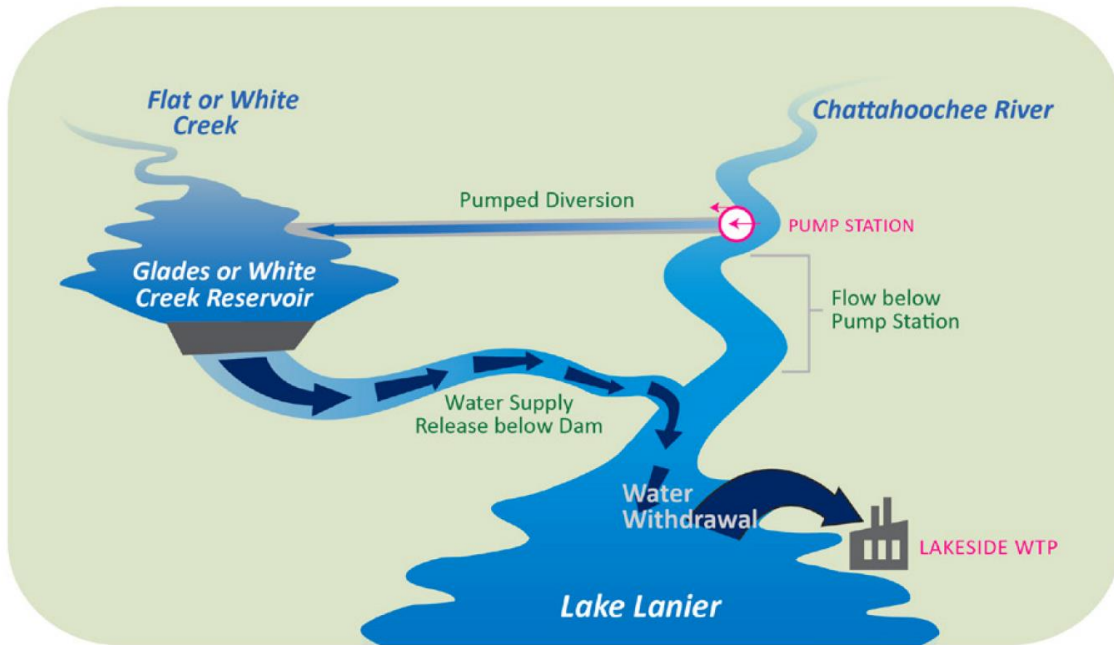 Flat or White
Creek
Chattahoochee River
Pumped Diversion
PUMP STATION
Glades or White
Creek Reservoir
Flow below
Pump Station
Water Supply
Release below Dam
Water
Withdrawal
LAKESIDE WTP
Lake Lanier